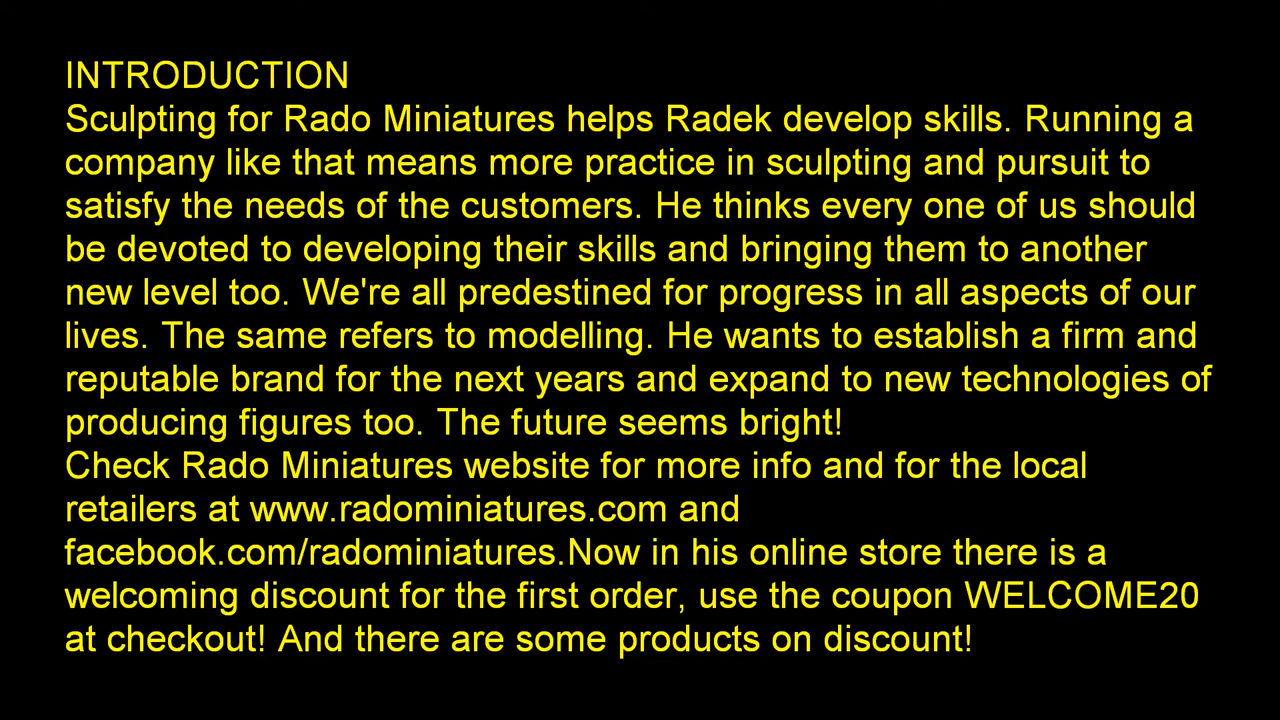 INTRODUCTION
Sculpting for Rado Miniatures helps Radek develop skills. Running a
company like that means more practice in sculpting and pursuit to
satisfy the needs of the customers. He thinks every one of us should
be devoted to developing their skills and bringing them to another
new level too. We're all predestined for progress in all aspects of our
lives. The same refers to modelling. He wants to establish a firm and
reputable brand for the next years and expand to new technologies of
producing figures too. The future seems bright!
Check Rado Miniatures website for more info and for the local
retailers at www.radominiatures.com and
facebook.com/radominiatures.Now in his online store there is a
welcoming discount for the first order, use the coupon WELCOME20
at checkout! And there are some products on discount!